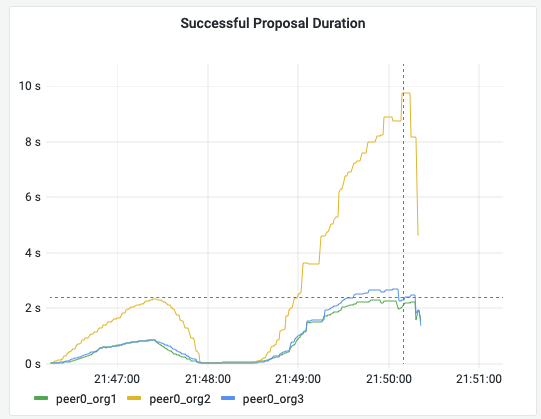 Successful Proposal Duration
10 s
8 s
6 s
4 s
2 s
0 s
21:47:00 21:48:00 21:49:00 21:50:00 21:51:00
peer0_org1 peer0_org2 peer0_org3